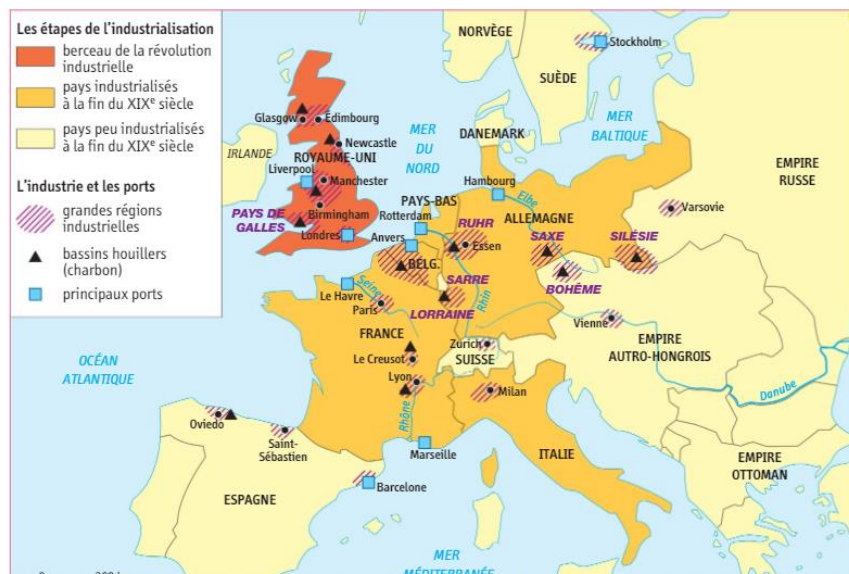 Les étapes de l'industrialisation
berceau de la révolution
industrielle
pays industrialisés
à la fin du XIXe siècle
pays peu industrialisés
à la fin du XIXe siècle
L'industrie et les ports
grandes régions
industrielles
bassins houillers
(charbon)
principaux ports
NORVÈGE
Stockholm
SUÈDE
MER
BALTIQUE
Glasgow
Édimbourg
MER
DU
NORD
DANEMARK
IRLANDE
Newcastle
ROYAUME-UNI
Liverpool
Manchester
Hambourg
Elbe
EMPIRE
RUSSE
PAYS DE
GALLES
Birmingham
PAYS-BAS
Rotterdam
RUHR
ALLEMAGNE
Varsovie
Londres
Anvers
Essen
SAXE
SILÉSIE
BELG.
SARRE
BOHÊME
Le Havre
Seine
Rhin
Paris
LORRAINE
Vienne
FRANCE
Zurich
SUISSE
EMPIRE
AUTRO-HONGROIS
OCÉAN
ATLANTIQUE
Le Creusot
Lyon
Milan
Danube
Rhône
Oviedo
Saint-
Sébastien
Marseille
ITALIE
EMPIRE
OTTOMAN
Barcelone
ESPAGNE
MER
MÉDITERRANÉE